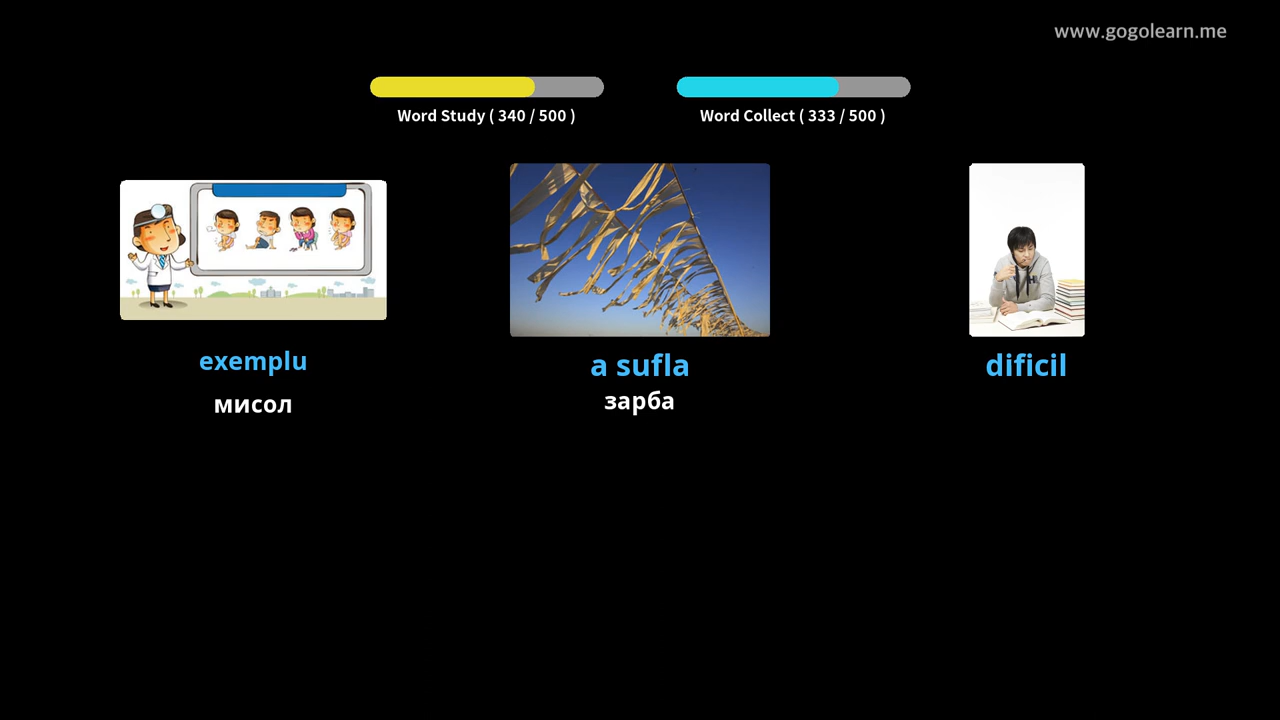 www.gogolearn.me
Word Study ( 340 / 500 )
Word Collect ( 333 / 500 )
exemplu
мисол
a sufla
зарба
dificil